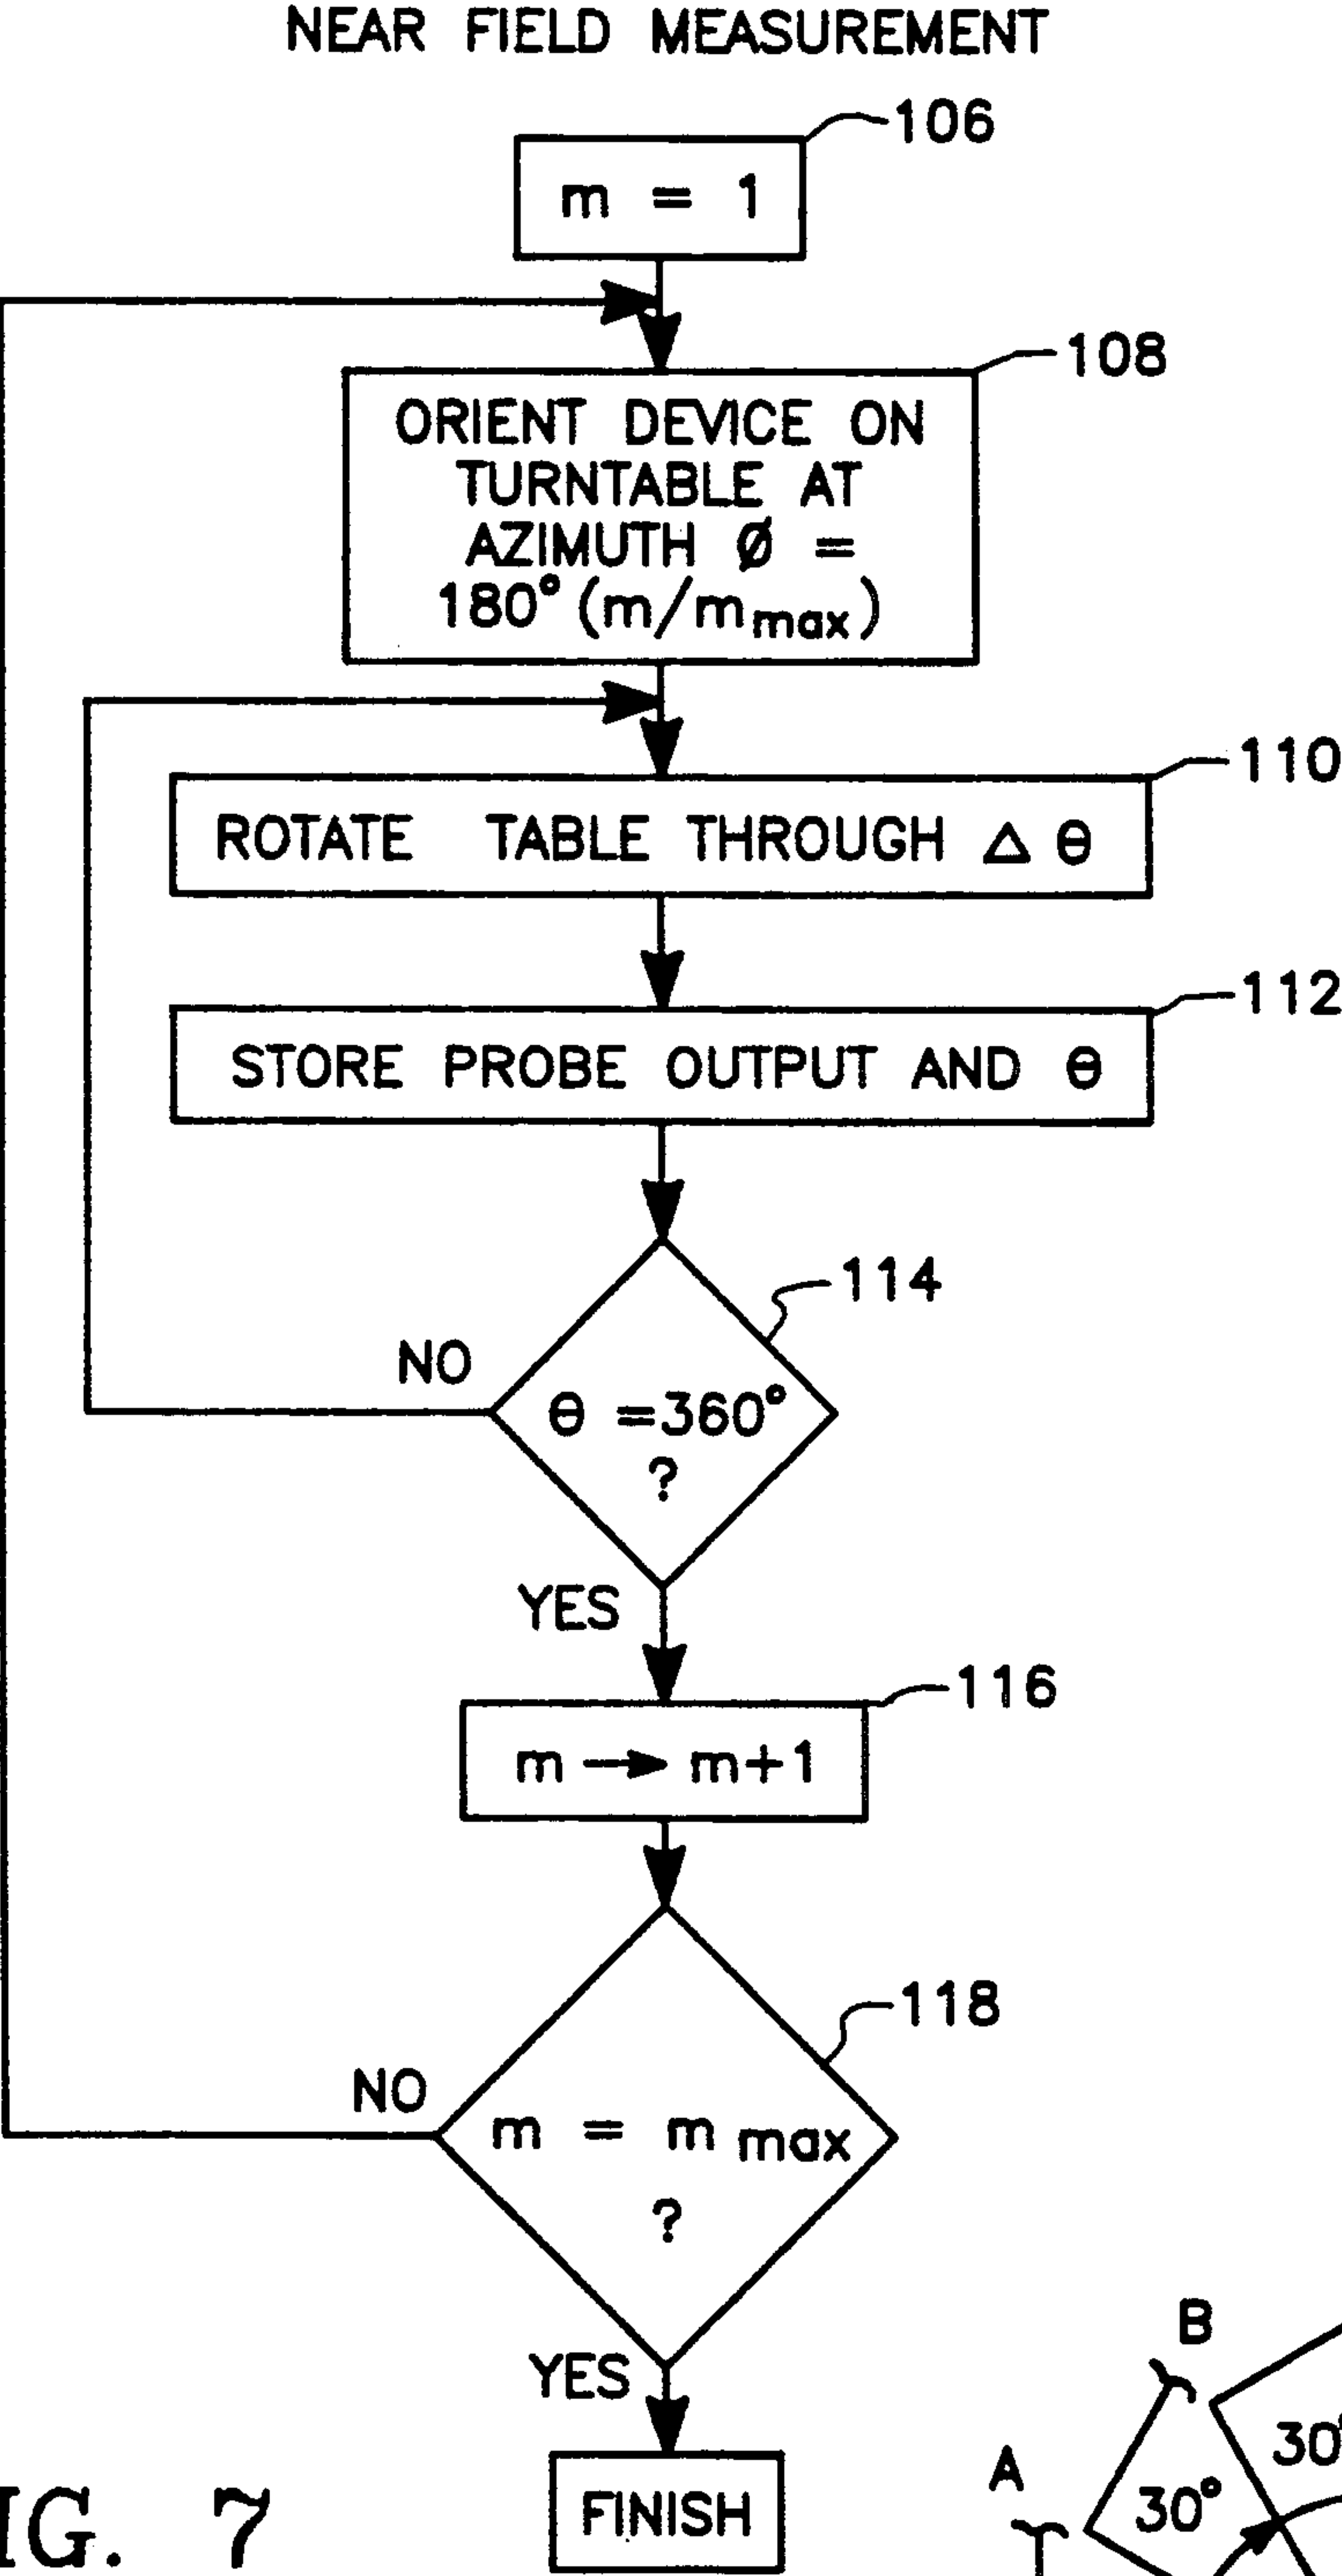 NEAR FIELD MEASUREMENT
106
m = 1
108
ORIENT DEVICE ON
TURNTABLE AT
AZIMUTH Ø =
180° (m/mmax)
110
ROTATE TABLE THROUGH Δ θ
112
STORE PROBE OUTPUT AND θ
114
NO
θ =360°
?
YES
116
m → m+1
118
NO
m = m max
?
YES
FINISH
IG. 7
B
30°
A
30°